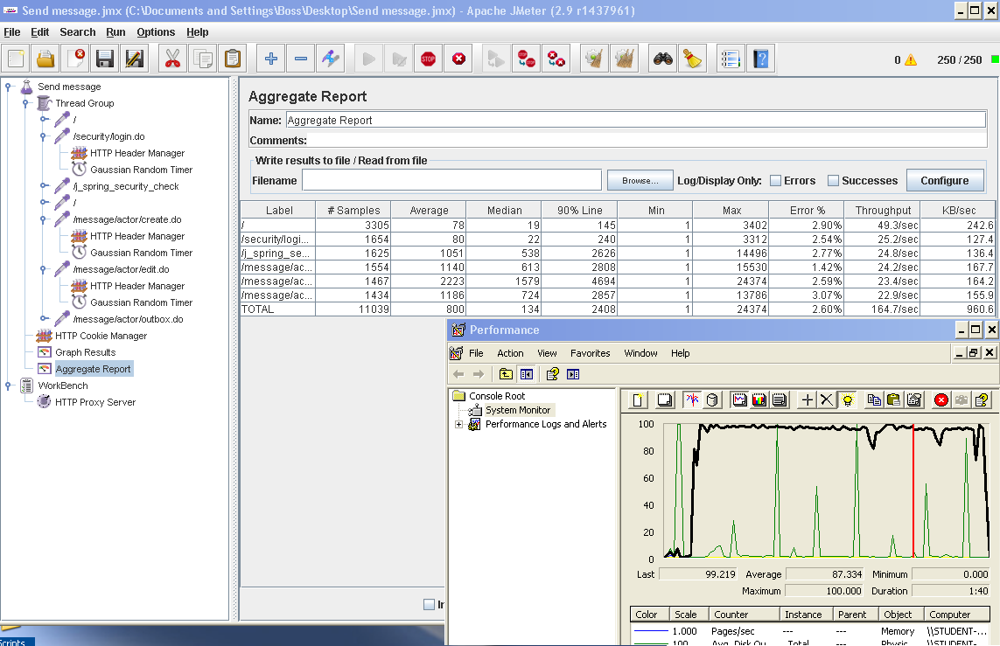 Send message.jmx (C:\Documents and Settings\Boss\Desktop\Send message.jmx) - Apache JMeter (2.9 r1437961)
File Edit Search Run Options Help
0 250 / 250
Send message
Thread Group
/
/security/login.do
HTTP Header Manager
Gaussian Random Timer
/j_spring_security_check
/
/message/actor/create.do
HTTP Header Manager
Gaussian Random Timer
/message/actor/edit.do
HTTP Header Manager
Gaussian Random Timer
/message/actor/outbox.do
HTTP Cookie Manager
Graph Results
Aggregate Report
WorkBench
HTTP Proxy Server
Aggregate Report
Name: Aggregate Report
Comments:
Write results to file / Read from file
Filename Browse... Log/Display Only: Errors Successes Configure
Label # Samples Average Median 90% Line Min Max Error % Throughput KB/sec
/ 3305 78 19 145 1 3402 2.90% 49.3/sec 242.6
/security/logi... 1654 80 22 240 1 3312 2.54% 25.2/sec 127.4
/j_spring_se... 1625 1051 538 2626 1 14496 2.77% 24.8/sec 136.4
/message/ac... 1554 1140 613 2808 1 15530 1.42% 24.2/sec 167.7
/message/ac... 1467 2223 1579 4694 1 24374 2.59% 23.4/sec 164.2
/message/ac... 1434 1186 724 2857 1 13786 3.07% 22.9/sec 155.9
TOTAL 11039 800 134 2408 1 24374 2.60% 164.7/sec 960.6
Performance
File Action View Favorites Window Help
Console Root
System Monitor
Performance Logs and Alerts
100
80
60
40
20
0
Last 99.219 Average 87.334 Minimum 0.000
Maximum 100.000 Duration 1:40
Color Scale Counter Instance Parent Object Computer
1.000 Pages/sec --- --- Memory \\STUDENT-...
100 Avg. Disk Qu... _Total --- Physic... \\STUDENT-...
Scripts